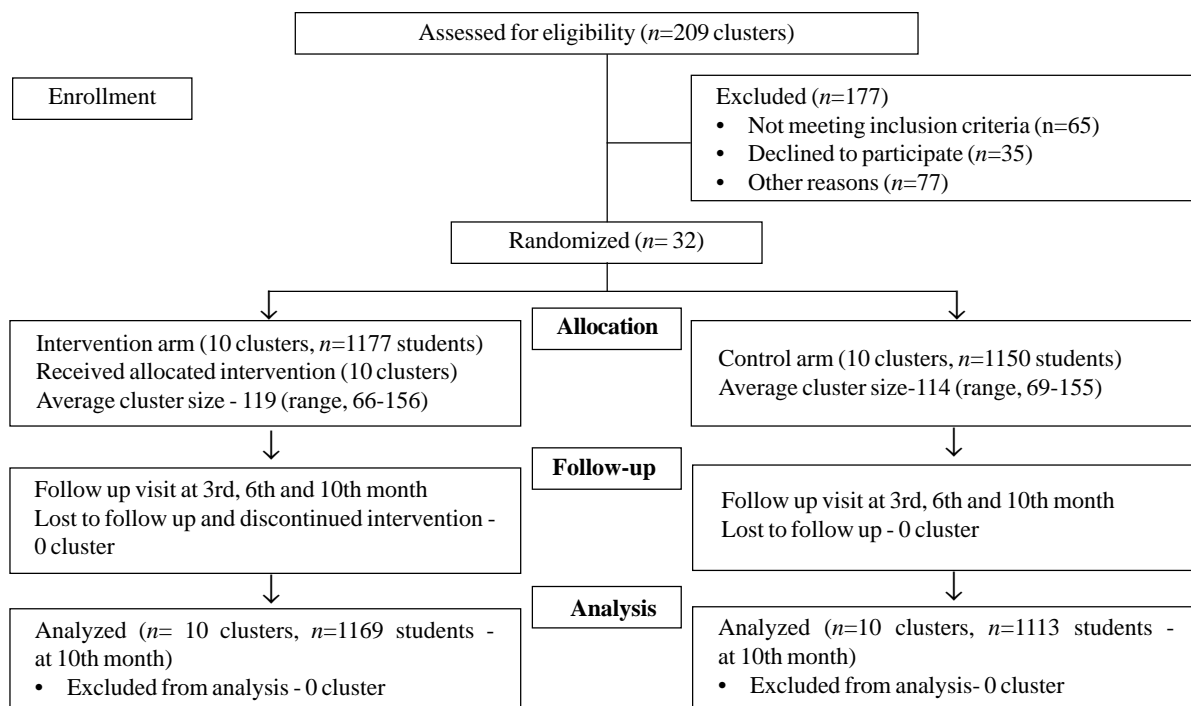 Assessed for eligibility (n=209 clusters)
Enrollment
Excluded (n=177)
• Not meeting inclusion criteria (n=65)
• Declined to participate (n=35)
• Other reasons (n=77)
Randomized (n= 32)
Allocation
Intervention arm (10 clusters, n=1177 students)
Received allocated intervention (10 clusters)
Average cluster size - 119 (range, 66-156)
Control arm (10 clusters, n=1150 students)
Average cluster size-114 (range, 69-155)
Follow-up
Follow up visit at 3rd, 6th and 10th month
Lost to follow up and discontinued intervention -
0 cluster
Follow up visit at 3rd, 6th and 10th month
Lost to follow up - 0 cluster
Analysis
Analyzed (n= 10 clusters, n=1169 students -
at 10th month)
• Excluded from analysis - 0 cluster
Analyzed (n=10 clusters, n=1113 students -
at 10th month)
• Excluded from analysis- 0 cluster